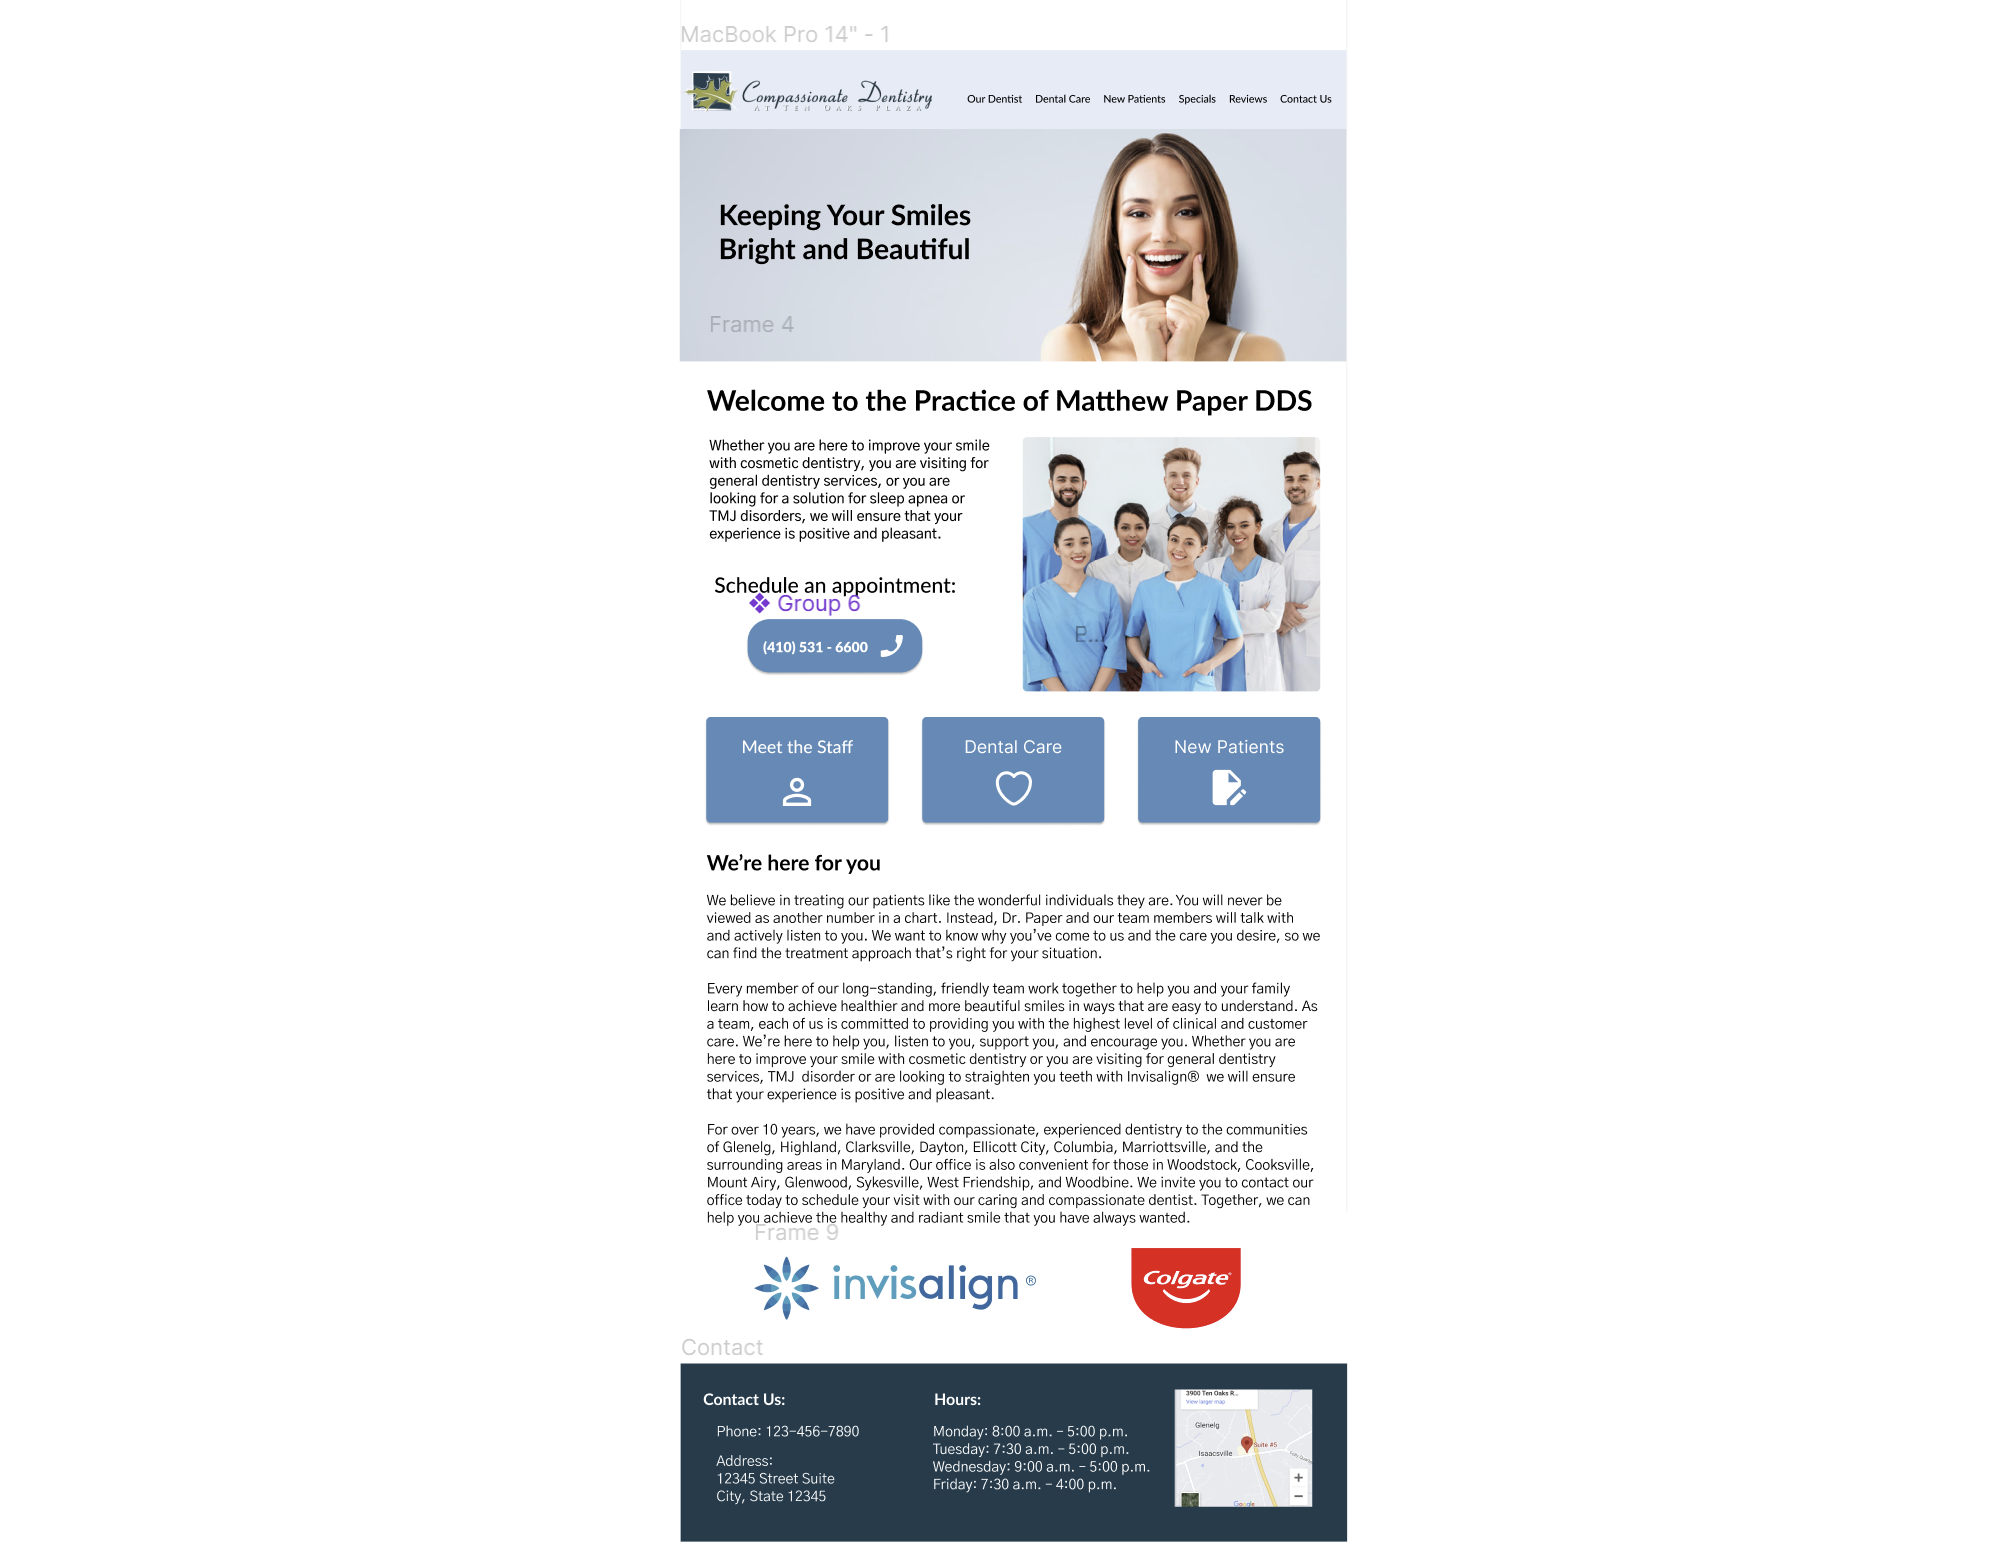 MacBook Pro 14" - 1
Compassionate Dentistry
AT TEN OAKS PLAZA
Our Dentist Dental Care New Patients Specials Reviews Contact Us
Keeping Your Smiles
Bright and Beautiful
Frame 4
Welcome to the Practice of Matthew Paper DDS
Whether you are here to improve your smile
with cosmetic dentistry, you are visiting for
general dentistry services, or you are
looking for a solution for sleep apnea or
TMJ disorders, we will ensure that your
experience is positive and pleasant.
Schedule an appointment:
Group 6
(410) 531 - 6600
P...
Meet the Staff
Dental Care
New Patients
We're here for you
We believe in treating our patients like the wonderful individuals they are. You will never be
viewed as another number in a chart. Instead, Dr. Paper and our team members will talk with
and actively listen to you. We want to know why you've come to us and the care you desire, so we
can find the treatment approach that's right for your situation.
Every member of our long-standing, friendly team work together to help you and your family
learn how to achieve healthier and more beautiful smiles in ways that are easy to understand. As
a team, each of us is committed to providing you with the highest level of clinical and customer
care. We're here to help you, listen to you, support you, and encourage you. Whether you are
here to improve your smile with cosmetic dentistry or you are visiting for general dentistry
services, TMJ  disorder or are looking to straighten you teeth with Invisalign®  we will ensure
that your experience is positive and pleasant.
For over 10 years, we have provided compassionate, experienced dentistry to the communities
of Glenelg, Highland, Clarksville, Dayton, Ellicott City, Columbia, Marriottsville, and the
surrounding areas in Maryland. Our office is also convenient for those in Woodstock, Cooksville,
Mount Airy, Glenwood, Sykesville, West Friendship, and Woodbine. We invite you to contact our
office today to schedule your visit with our caring and compassionate dentist. Together, we can
help you achieve the healthy and radiant smile that you have always wanted.
Frame 9
invisalign ®
Colgate
Contact
Contact Us:
Phone: 123-456-7890
Address:
12345 Street Suite
City, State 12345
Hours:
Monday: 8:00 a.m. - 5:00 p.m.
Tuesday: 7:30 a.m. - 5:00 p.m.
Wednesday: 9:00 a.m. - 5:00 p.m.
Friday: 7:30 a.m. - 4:00 p.m.
3900 Ten Oaks R...
View larger map
Glenelg
Suite #5
Isaacsville
+
−
Google